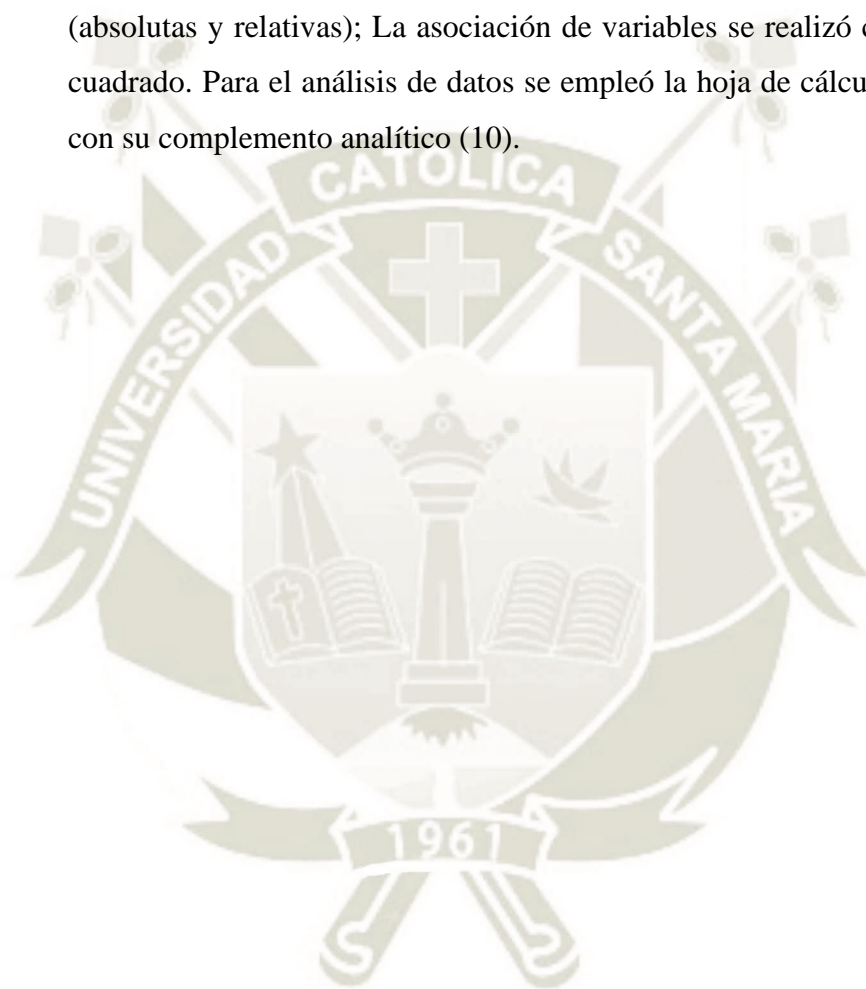 (absolutas y relativas); La asociación de variables se realizó
cuadrado. Para el análisis de datos se empleó la hoja de
con su complemento analítico (10).
UNIVERSIDAD CATOLICA SANTA MARIA
1961